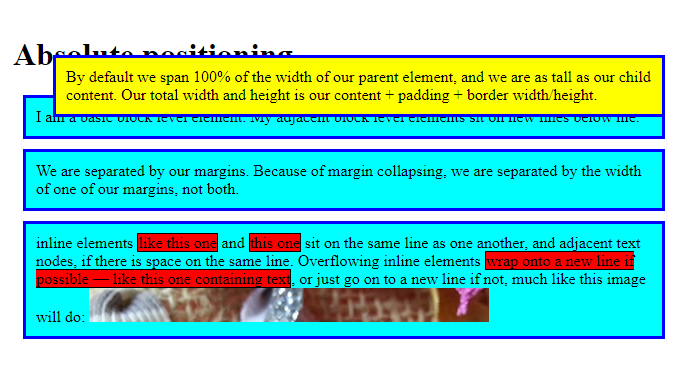 Absolute positioning
By default we span 100% of the width of our parent element, and we are as tall as our child
content. Our total width and height is our content + padding + border width/height.
I am a basic block level element. My adjacent block level elements sit on new lines below me.
We are separated by our margins. Because of margin collapsing, we are separated by the width
of one of our margins, not both.
inline elements like this one and this one sit on the same line as one another, and adjacent text
nodes, if there is space on the same line. Overflowing inline elements wrap onto a new line if
possible — like this one containing text, or just go on to a new line if not, much like this image
will do: